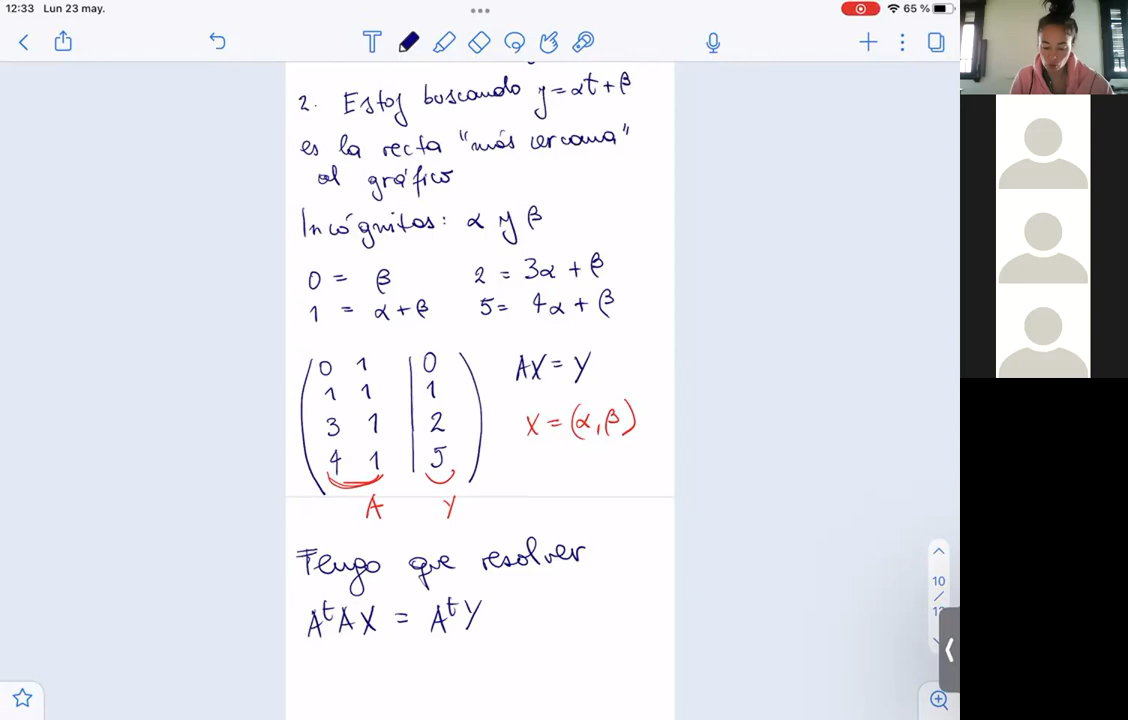 12:33 Lun 23 may.
65 %
2. Estoy buscando y = αt + β
es la recta "más cercana"
al gráfico
Incógnitas: α y β
0 = β 2 = 3α + β
1 = α + β 5 = 4α + β
0 1 | 0
1 1 | 1
3 1 | 2
4 1 | 5
AX = Y
X = (α, β)
A Y
Tengo que resolver
AᵗAX = AᵗY
10
/